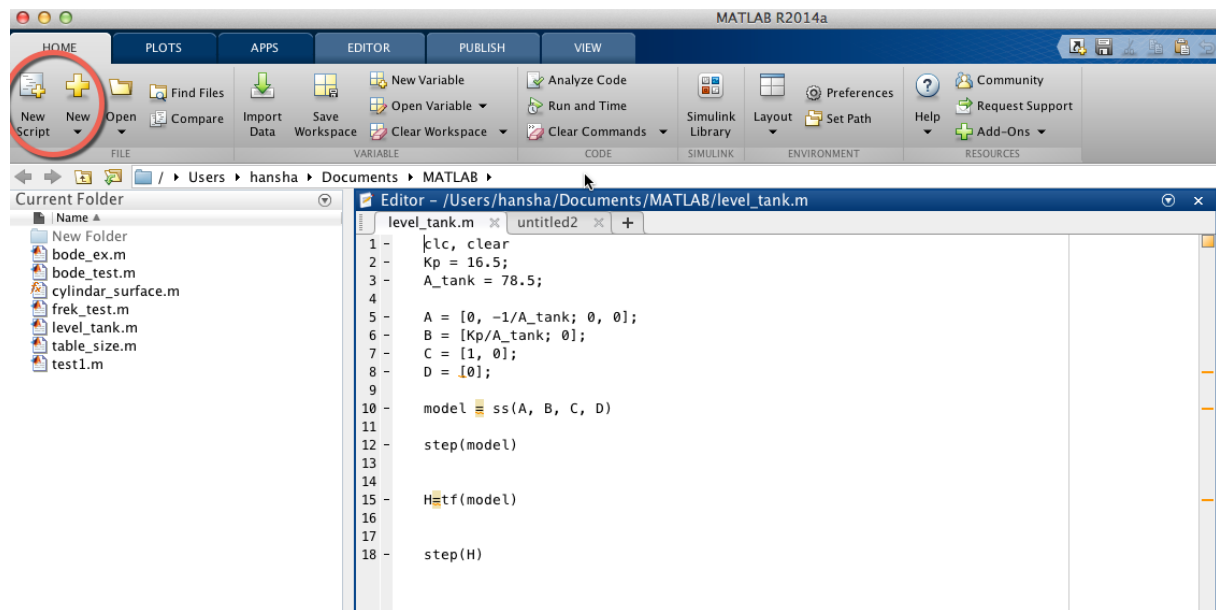 MATLAB R2014a
HOME PLOTS APPS EDITOR PUBLISH VIEW
New Script
New
Open
Find Files
Compare
Import Data
Save Workspace
New Variable
Open Variable
Clear Workspace
Analyze Code
Run and Time
Clear Commands
Simulink Library
Layout
Preferences
Set Path
Help
Community
Request Support
Add-Ons
FILE VARIABLE CODE SIMULINK ENVIRONMENT RESOURCES
/ Users hansha Documents MATLAB
Current Folder
Name
New Folder
bode_ex.m
bode_test.m
cylindar_surface.m
frek_test.m
level_tank.m
table_size.m
test1.m
Editor – /Users/hansha/Documents/MATLAB/level_tank.m
level_tank.m untitled2 +
1 - clc, clear
2 - Kp = 16.5;
3 - A_tank = 78.5;
4
5 - A = [0, -1/A_tank; 0, 0];
6 - B = [Kp/A_tank; 0];
7 - C = [1, 0];
8 - D = [0];
9
10 - model = ss(A, B, C, D)
11
12 - step(model)
13
14
15 - H=tf(model)
16
17
18 - step(H)